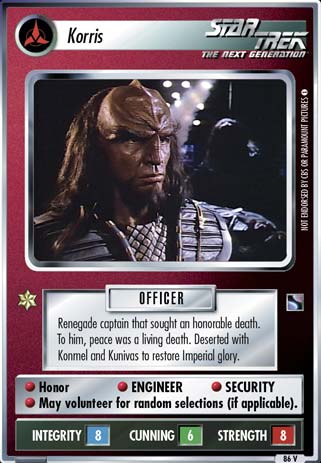 Korris
STAR TREK
THE NEXT GENERATION
NOT ENDORSED BY CBS OR PARAMOUNT PICTURES
OFFICER
Renegade captain that sought an honorable death.
To him, peace was a living death. Deserted with
Konmel and Kunivas to restore Imperial glory.
Honor
ENGINEER
SECURITY
May volunteer for random selections (if applicable).
INTEGRITY 8
CUNNING 6
STRENGTH 8
86 V